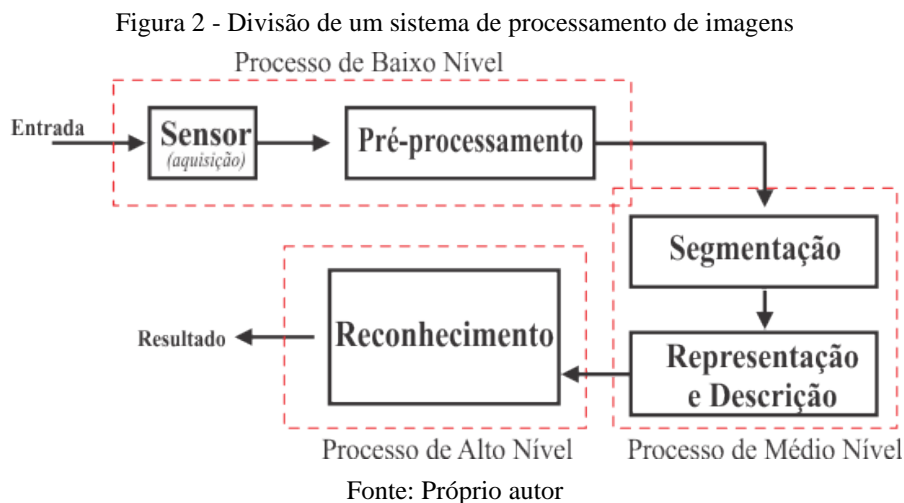 Figura 2 - Divisão de um sistema de processamento de imagens
Processo de Baixo Nível
Entrada
Sensor
(aquisição)
Pré-processamento
Segmentação
Representação
e Descrição
Processo de Médio Nível
Reconhecimento
Resultado
Processo de Alto Nível
Fonte: Próprio autor